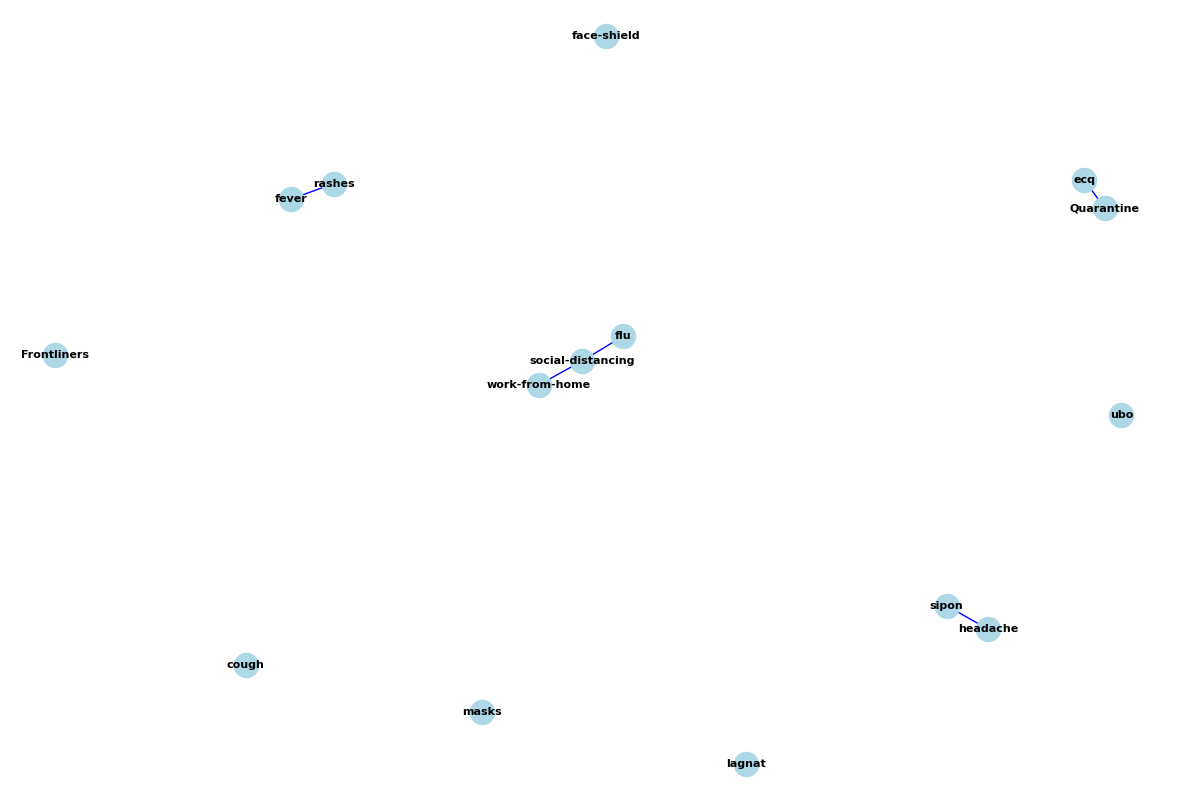 face-shield
rashes
fever
ecq
Quarantine
flu
Frontliners
social-distancing
work-from-home
ubo
sipon
headache
cough
masks
lagnat